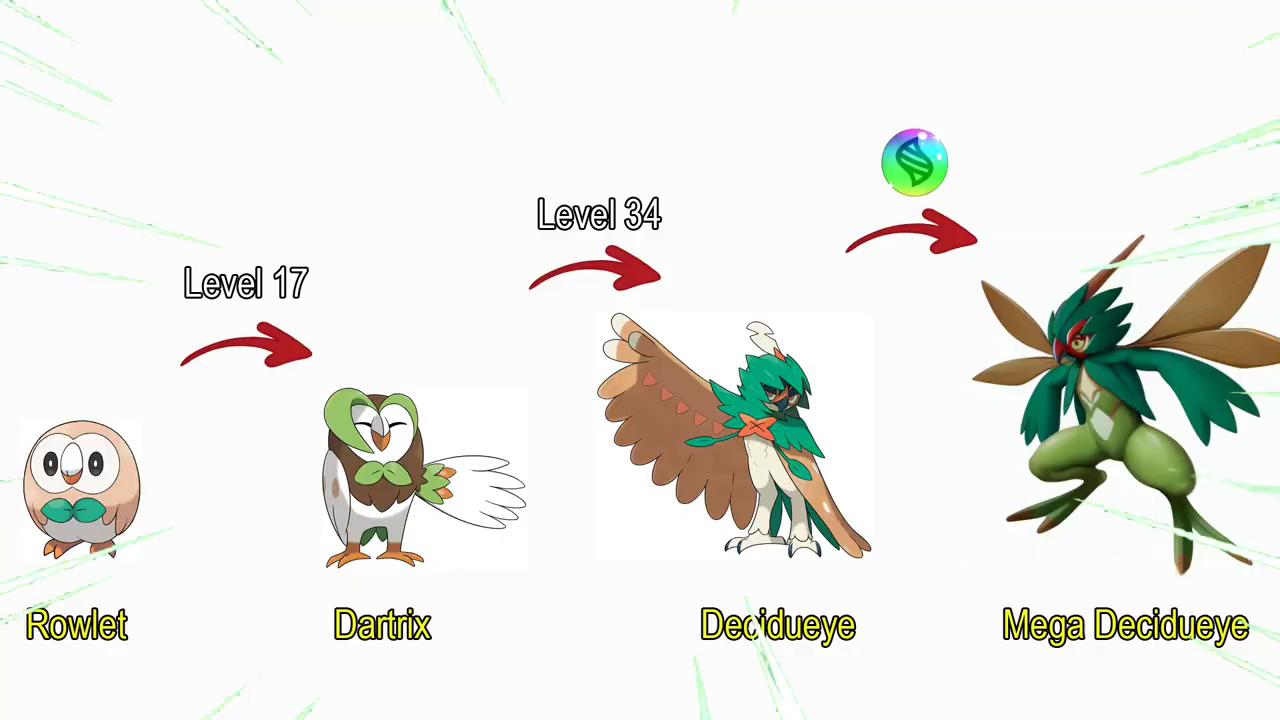 Level 34
Level 17
Rowlet
Dartrix
Decidueye
Mega Decidueye